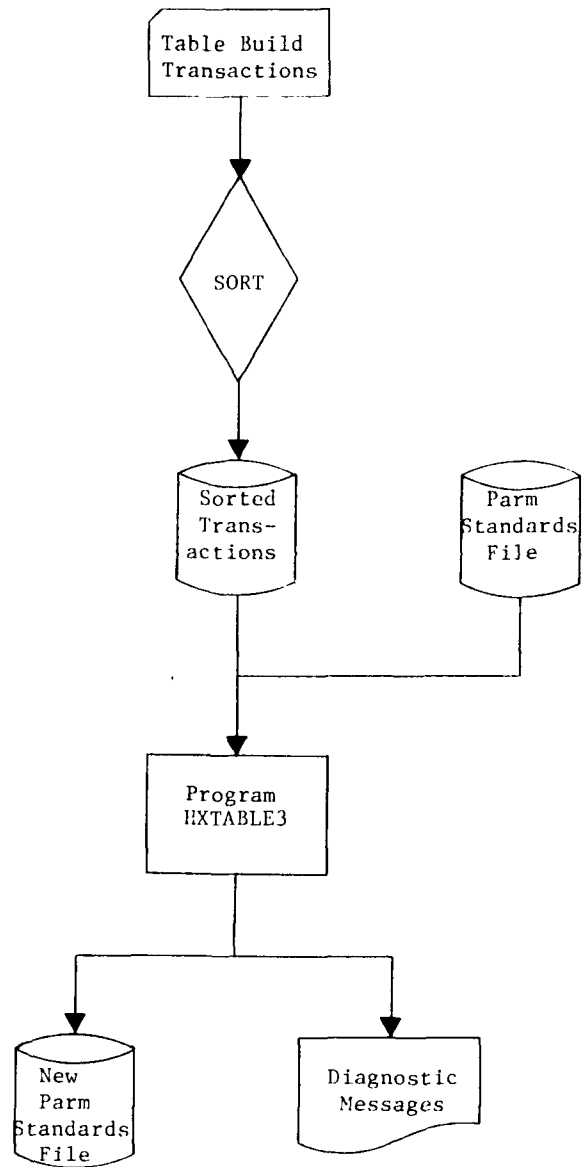 Table Build
Transactions
SORT
Sorted
Trans-
actions
Parm
Standards
File
Program
HXTABLE3
New
Parm
Standards
File
Diagnostic
Messages